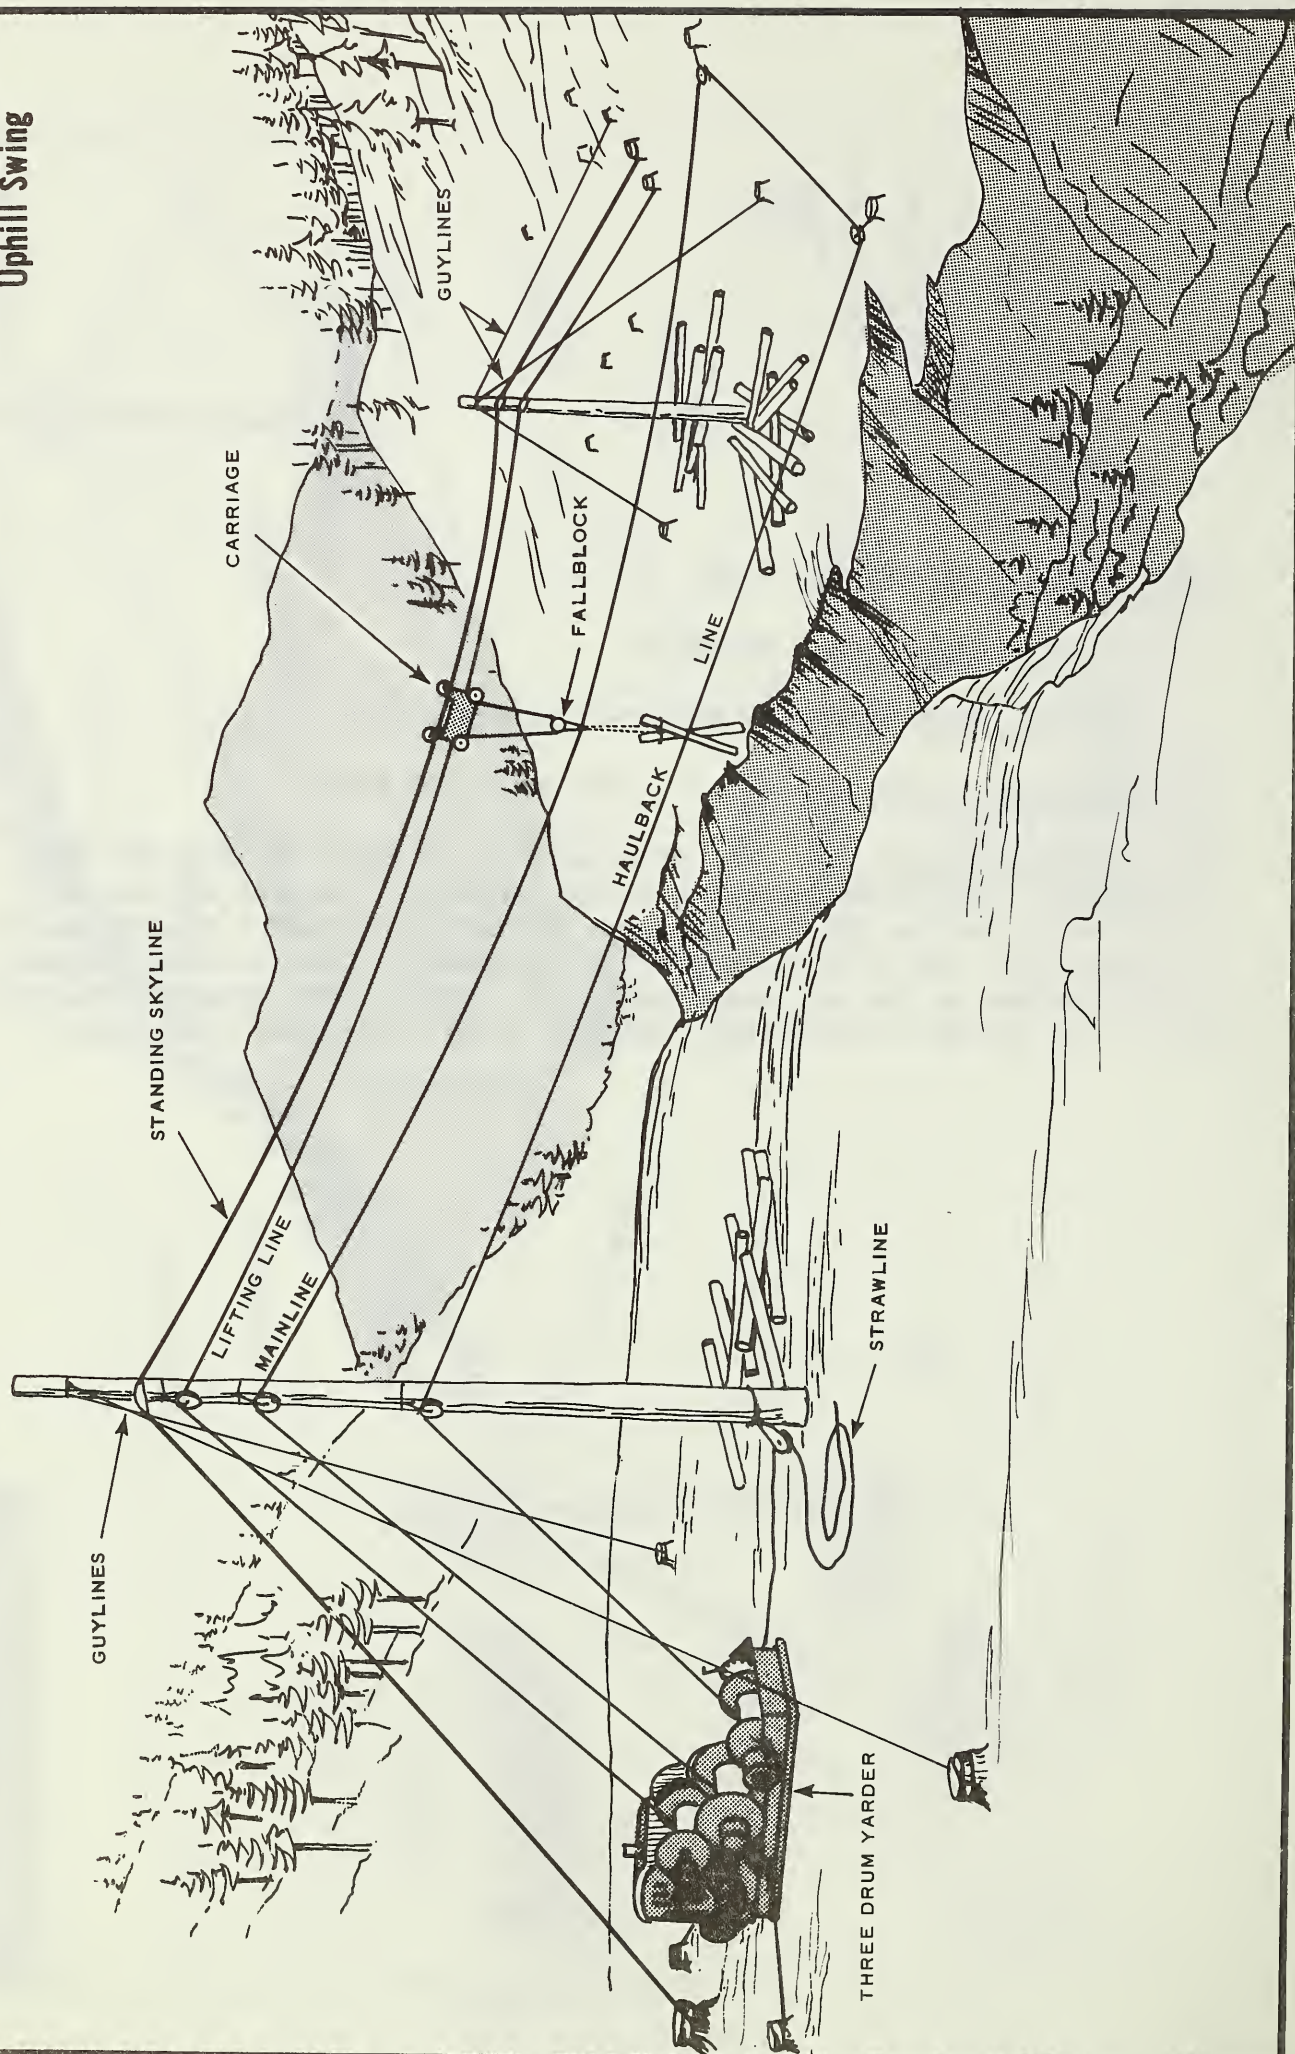 Uphill Swing
GUYLINES
STANDING SKYLINE
CARRIAGE
GUYLINES
LIFTING LINE
MAINLINE
FALLBLOCK
HAULBACK LINE
STRAWLINE
THREE DRUM YARDER